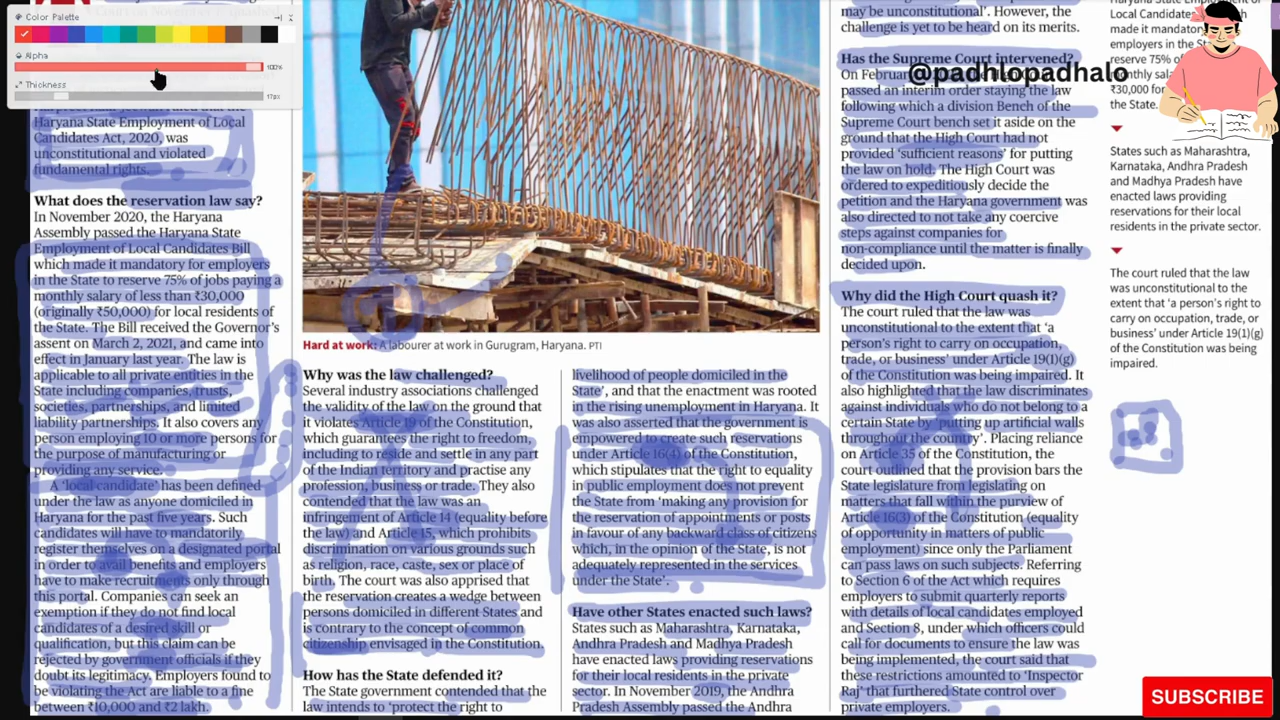 Color Palette
Alpha
100%
Thickness
17px
Haryana State Employment of Local
Candidates Act, 2020, was
unconstitutional and violated
fundamental rights.
What does the reservation law say?
In November 2020, the Haryana
Assembly passed the Haryana State
Employment of Local Candidates Bill
which made it mandatory for employers
in the State to reserve 75% of jobs paying a
monthly salary of less than ₹30,000
(originally ₹50,000) for local residents of
the State. The Bill received the Governor's
assent on March 2, 2021, and came into
effect in January last year. The law is
applicable to all private entities in the
State including companies, trusts,
societies, partnerships, and limited
liability partnerships. It also covers any
person employing 10 or more persons for
the purpose of manufacturing or
providing any service.
A 'local candidate' has been defined
under the law as anyone domiciled in
Haryana for the past five years. Such
candidates will have to mandatorily
register themselves on a designated portal
in order to avail benefits and employers
have to make recruitments only through
this portal. Companies can seek an
exemption if they do not find local
candidates of a desired skill or
qualification, but this claim can be
rejected by government officials if they
doubt its legitimacy. Employers found to
be violating the Act are liable to a fine
between ₹10,000 and ₹2 lakh.
Hard at work: A labourer at work in Gurugram, Haryana. PTI
Why was the law challenged?
Several industry associations challenged
the validity of the law on the ground that
it violates Article 19 of the Constitution,
which guarantees the right to freedom,
including to reside and settle in any part
of the Indian territory and practise any
profession, business or trade. They also
contended that the law was an
infringement of Article 14 (equality before
the law) and Article 15, which prohibits
discrimination on various grounds such
as religion, race, caste, sex or place of
birth. The court was also apprised that
the reservation creates a wedge between
persons domiciled in different States and
is contrary to the concept of common
citizenship envisaged in the Constitution.
How has the State defended it?
The State government contended that the
law intends to 'protect the right to
livelihood of people domiciled in the
State', and that the enactment was rooted
in the rising unemployment in Haryana. It
was also asserted that the government is
empowered to create such reservations
under Article 16(4) of the Constitution,
which stipulates that the right to equality
in public employment does not prevent
the State from 'making any provision for
the reservation of appointments or posts
in favour of any backward class of citizens
which, in the opinion of the State, is not
adequately represented in the services
under the State'.
Have other States enacted such laws?
States such as Maharashtra, Karnataka,
Andhra Pradesh and Madhya Pradesh
have enacted laws providing reservations
for their local residents in the private
sector. In November 2019, the Andhra
Pradesh Assembly passed the Andhra
may be unconstitutional'. However, the
challenge is yet to be heard on its merits.
Has the Supreme Court intervened?
On
passed an interim order staying the law
following which a division Bench of the
Supreme Court bench set it aside on the
ground that the High Court had not
provided 'sufficient reasons' for putting
the law on hold. The High Court was
ordered to expeditiously decide the
petition and the Haryana government was
also directed to not take any coercive
steps against companies for
non-compliance until the matter is finally
decided upon.
Why did the High Court quash it?
The court ruled that the law was
unconstitutional to the extent that 'a
person's right to carry on occupation,
trade, or business' under Article 19(1)(g)
of the Constitution was being impaired. It
also highlighted that the law discriminates
against individuals who do not belong to a
certain State by 'putting up artificial walls
throughout the country'. Placing reliance
on Article 35 of the Constitution, the
court outlined that the provision bars the
State legislature from legislating on
matters that fall within the purview of
Article 16(3) of the Constitution (equality
of opportunity in matters of public
employment) since only the Parliament
can pass laws on such subjects. Referring
to Section 6 of the Act which requires
employers to submit quarterly reports
with details of local candidates employed
and Section 8, under which officers could
call for documents to ensure the law was
being implemented, the court said that
these restrictions amounted to 'Inspector
Raj' that furthered State control over
private employers.
@padhlopadhalo
Local Candidates
made it mandatory
employers in the
reserve 75%
monthly
₹30,000
the State.
States such as Maharashtra,
Karnataka, Andhra Pradesh
and Madhya Pradesh have
enacted laws providing
reservations for their local
residents in the private sector.
The court ruled that the law
was unconstitutional to the
extent that 'a person's right to
carry on occupation, trade, or
business' under Article 19(1)(g)
of the Constitution was being
impaired.
SUBSCRIBE